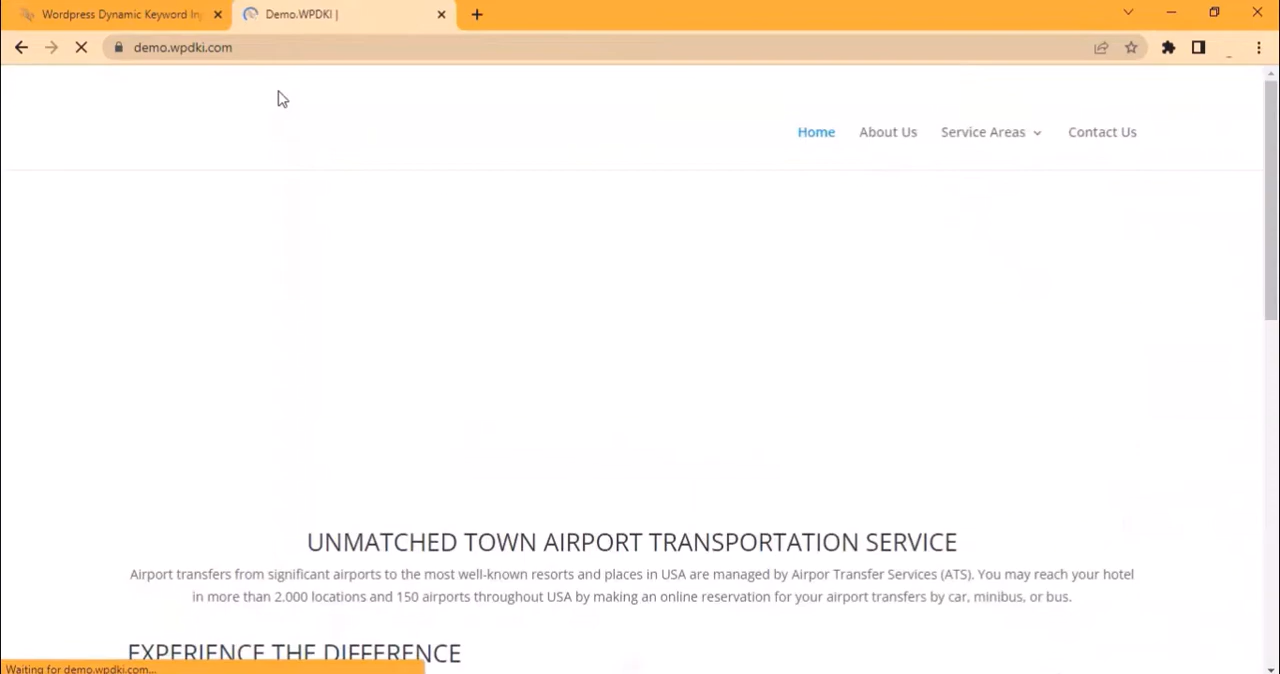 Wordpress Dynamic Keyword In
Demo.WPDKI |
demo.wpdki.com
Home
About Us
Service Areas
Contact Us
UNMATCHED TOWN AIRPORT TRANSPORTATION SERVICE
Airport transfers from significant airports to the most well-known resorts and places in USA are managed by Airpor Transfer Services (ATS). You may reach your hotel
in more than 2.000 locations and 150 airports throughout USA by making an online reservation for your airport transfers by car, minibus, or bus.
EXPERIENCE THE DIFFERENCE
Waiting for demo.wpdki.com...